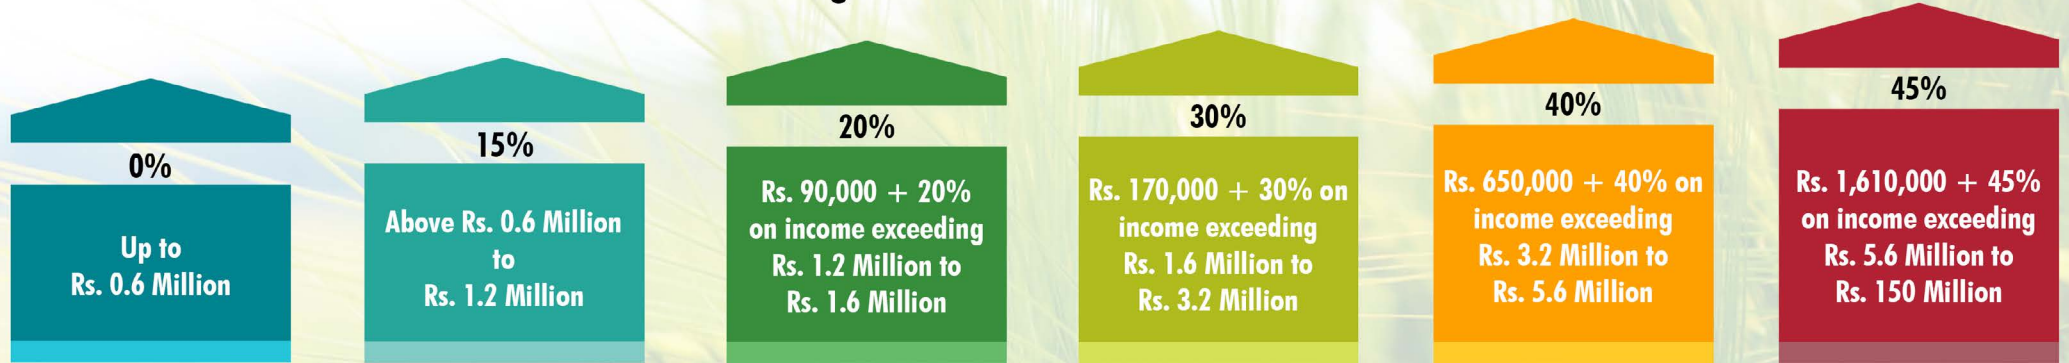 0%
Up to
Rs. 0.6 Million
15%
Above Rs. 0.6 Million
to
Rs. 1.2 Million
20%
Rs. 90,000 + 20%
on income exceeding
Rs. 1.2 Million to
Rs. 1.6 Million
30%
Rs. 170,000 + 30% on
income exceeding
Rs. 1.6 Million to
Rs. 3.2 Million
40%
Rs. 650,000 + 40% on
income exceeding
Rs. 3.2 Million to
Rs. 5.6 Million
45%
Rs. 1,610,000 + 45%
on income exceeding
Rs. 5.6 Million to
Rs. 150 Million